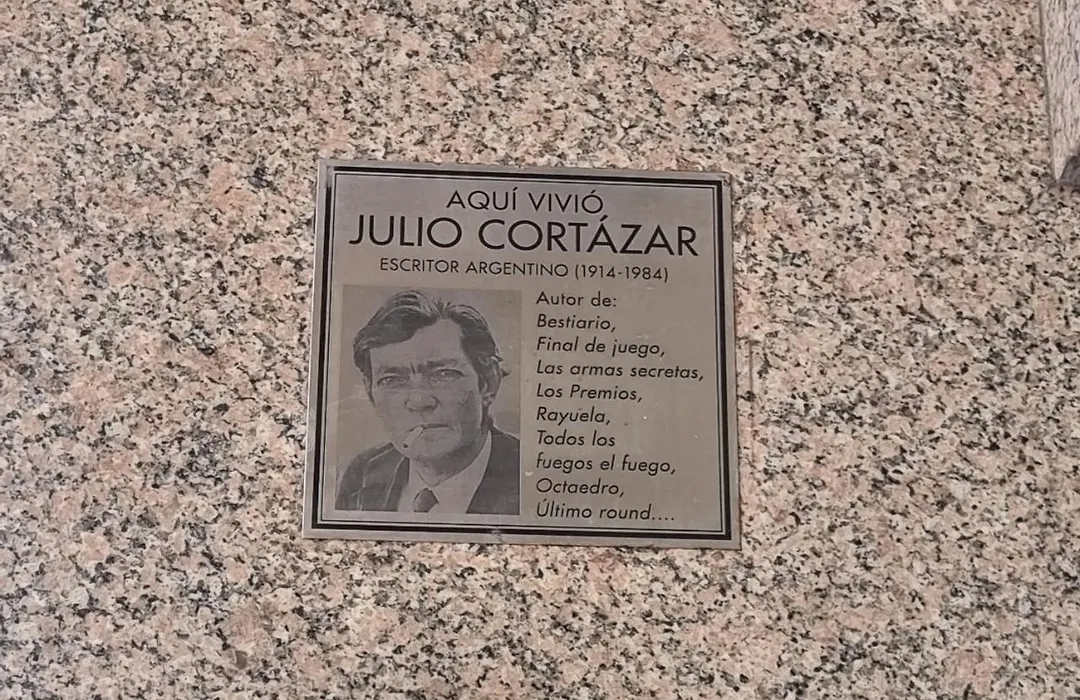 AQUÍ VIVIÓ
JULIO CORTÁZAR
ESCRITOR ARGENTINO (1914-1984)
Autor de:
Bestiario,
Final de juego,
Las armas secretas,
Los Premios,
Rayuela,
Todos los
fuegos el fuego,
Octaedro,
Último round....